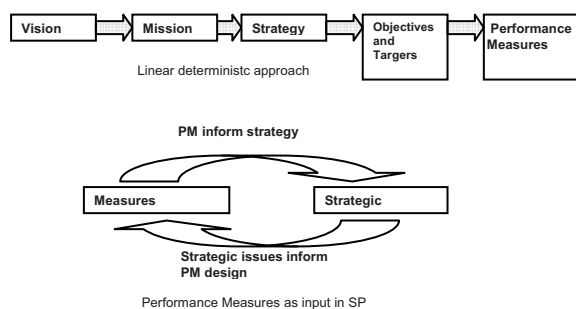 Vision
Mission
Strategy
Objectives
and
Targers
Performance
Measures
Linear deterministc approach
PM inform strategy
Measures
Strategic
Strategic issues inform
PM design
Performance Measures as input in SP